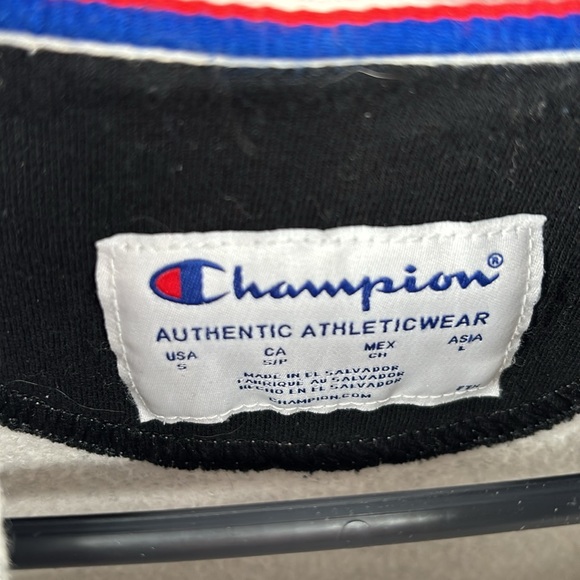 Champion®
AUTHENTIC ATHLETICWEAR
USA CA MEX ASIA
S S/P CH L
MADE IN EL SALVADOR
FABRIQUE AU SALVADOR
HECHO EN EL SALVADOR
CHAMPION.COM